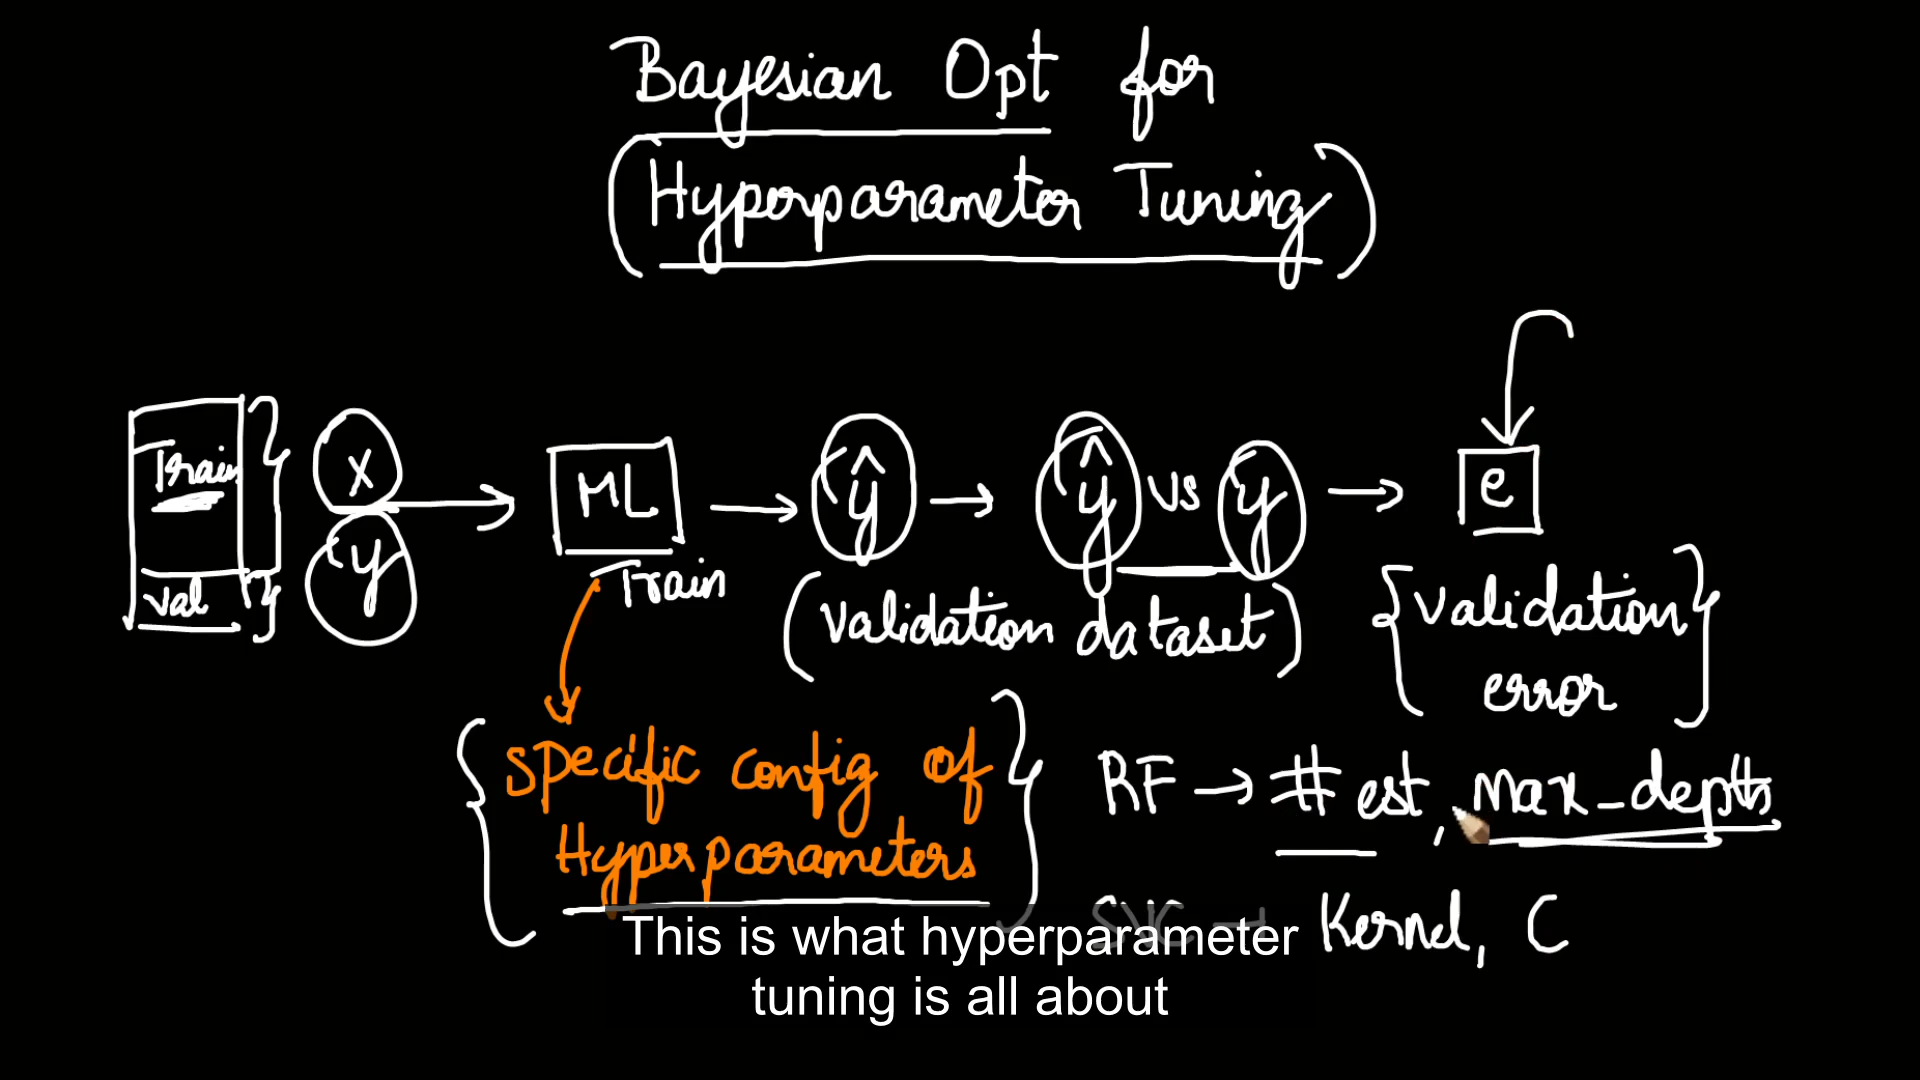 Bayesian Opt for
(Hyperparameter Tuning)
Train
val
x
y
ML
Train
ŷ
ŷ vs y
(validation dataset)
e
{validation
error}
{specific config of
Hyperparameters}
RF → # est, max_depth
SVC → Kernel, C
This is what hyperparameter
tuning is all about